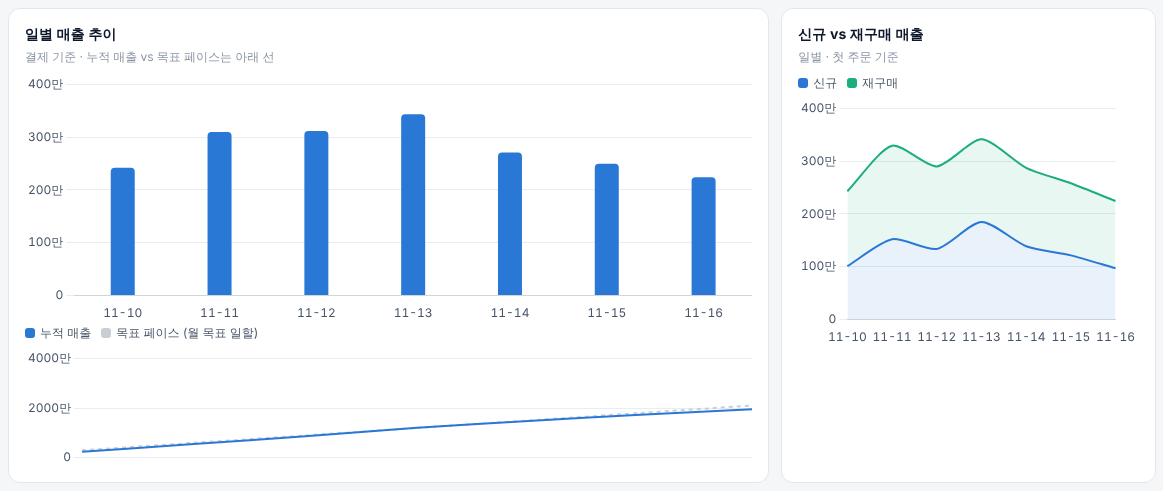 일별 매출 추이
결제 기준 · 누적 매출 vs 목표 페이스는 아래 선
400만
300만
200만
100만
0
11-10 11-11 11-12 11-13 11-14 11-15 11-16
누적 매출 목표 페이스 (월 목표 일할)
4000만
2000만
0
신규 vs 재구매 매출
일별 · 첫 주문 기준
신규 재구매
400만
300만
200만
100만
0
11-10 11-11 11-12 11-13 11-14 11-15 11-16